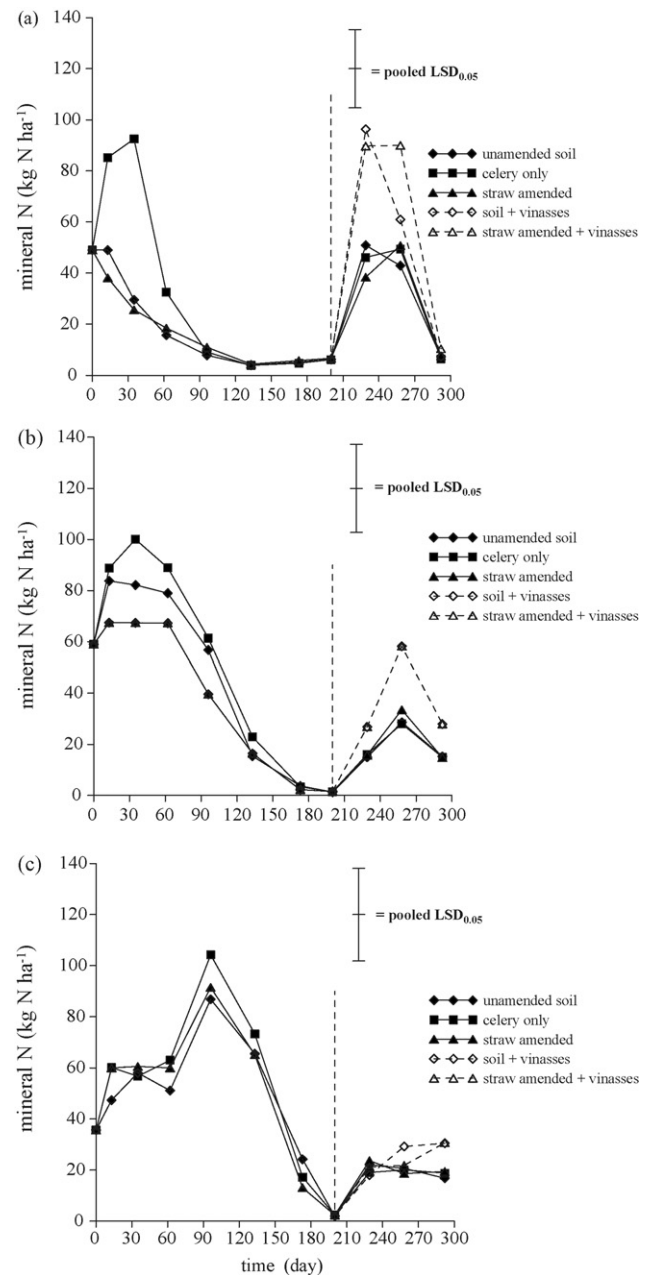 (a)
140
= pooled LSD0.05
120
100
unamended soil
celery only
80
straw amended
soil + vinasses
60
straw amended + vinasses
40
20
0
mineral N (kg N ha-1)
0 30 60 90 120 150 180 210 240 270 300
(b)
140
120
= pooled LSD0.05
100
unamended soil
celery only
80
straw amended
soil + vinasses
60
straw amended + vinasses
40
20
0
mineral N (kg N ha-1)
0 30 60 90 120 150 180 210 240 270 300
(c)
140
120
= pooled LSD0.05
100
unamended soil
80
celery only
straw amended
60
soil + vinasses
straw amended + vinasses
40
20
0
mineral N (kg N ha-1)
0 30 60 90 120 150 180 210 240 270 300
time (day)